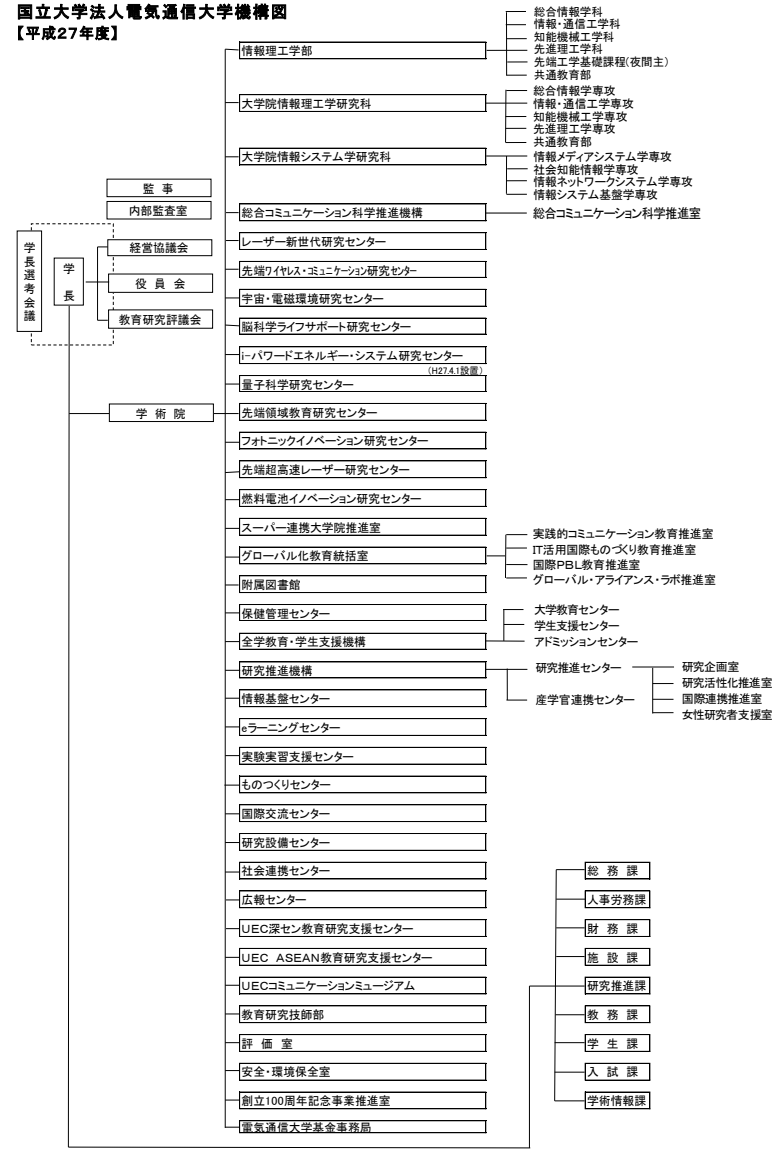 国立大学法人電気通信大学機構図
【平成27年度】
監 事
内部監査室
学長選考会議
学 長
経営協議会
役 員 会
教育研究評議会
学 術 院
情報理工学部
総合情報学科
情報・通信工学科
知能機械工学科
先進理工学科
先端工学基礎課程(夜間主)
共通教育部
大学院情報理工学研究科
総合情報学専攻
情報・通信工学専攻
知能機械工学専攻
先進理工学専攻
共通教育部
大学院情報システム学研究科
情報メディアシステム学専攻
社会知能情報学専攻
情報ネットワークシステム学専攻
情報システム基盤学専攻
総合コミュニケーション科学推進機構
総合コミュニケーション科学推進室
レーザー新世代研究センター
先端ワイヤレス・コミュニケーション研究センター
宇宙・電磁環境研究センター
脳科学ライフサポート研究センター
i-パワードエネルギー・システム研究センター
(H27.4.1設置)
量子科学研究センター
先端領域教育研究センター
フォトニックイノベーション研究センター
先端超高速レーザー研究センター
燃料電池イノベーション研究センター
スーパー連携大学院推進室
グローバル化教育統括室
実践的コミュニケーション教育推進室
IT活用国際ものづくり教育推進室
国際PBL教育推進室
グローバル・アライアンス・ラボ推進室
附属図書館
保健管理センター
全学教育・学生支援機構
大学教育センター
学生支援センター
アドミッションセンター
研究推進機構
研究推進センター
産学官連携センター
研究企画室
研究活性化推進室
国際連携推進室
女性研究者支援室
情報基盤センター
eラーニングセンター
実験実習支援センター
ものつくりセンター
国際交流センター
研究設備センター
社会連携センター
広報センター
UEC深セン教育研究支援センター
UEC ASEAN教育研究支援センター
UECコミュニケーションミュージアム
教育研究技師部
評 価 室
安全・環境保全室
創立100周年記念事業推進室
電気通信大学基金事務局
総 務 課
人事労務課
財 務 課
施 設 課
研究推進課
教 務 課
学 生 課
入 試 課
学術情報課